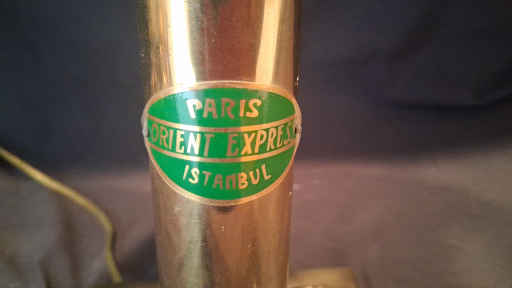 PARIS
ORIENT EXPRESS
ISTANBUL